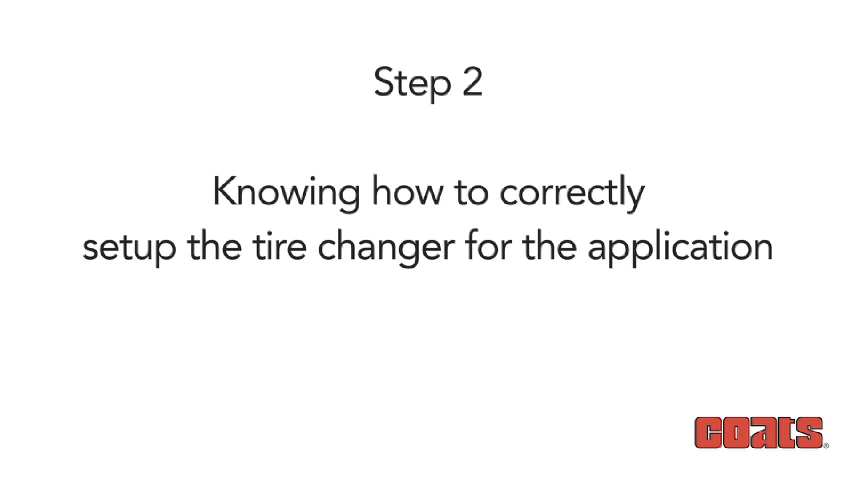 Step 2
Knowing how to correctly
setup the tire changer for the application
coats®